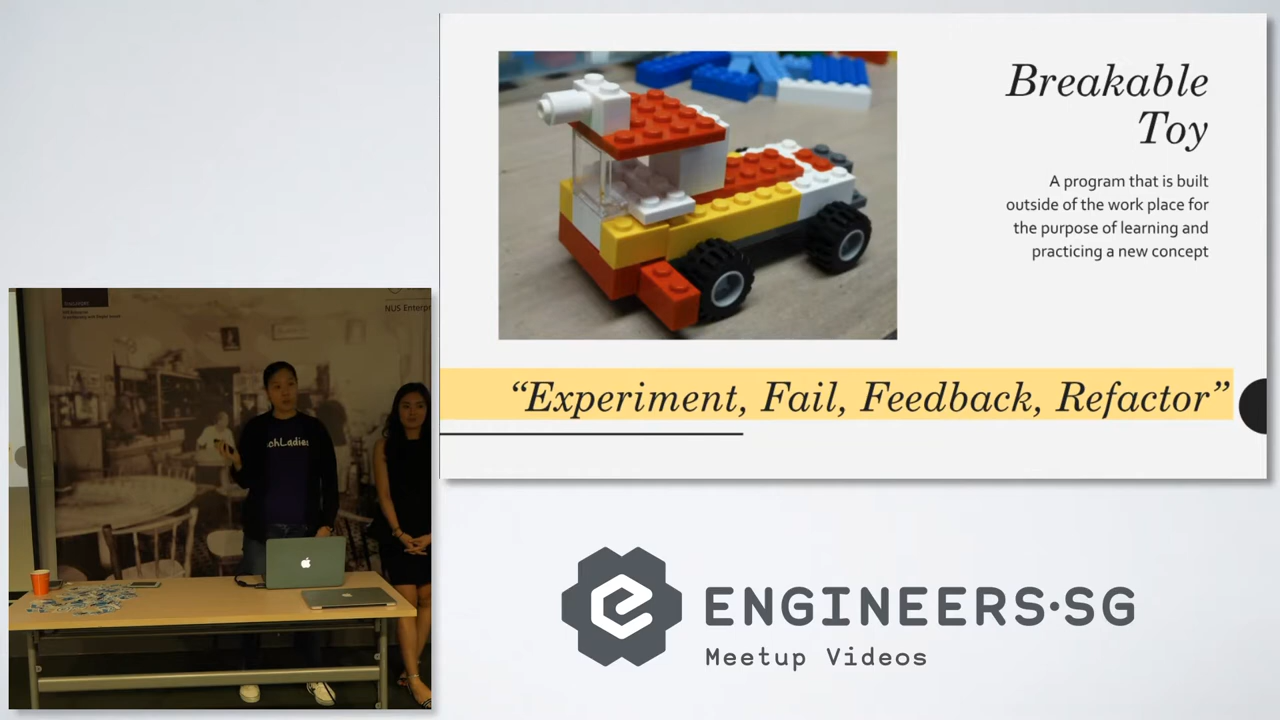 Breakable
Toy
A program that is built
outside of the work place for
the purpose of learning and
practicing a new concept
“Experiment, Fail, Feedback, Refactor”
NUS Enterpr
chLadies
ENGINEERS·SG
Meetup Videos